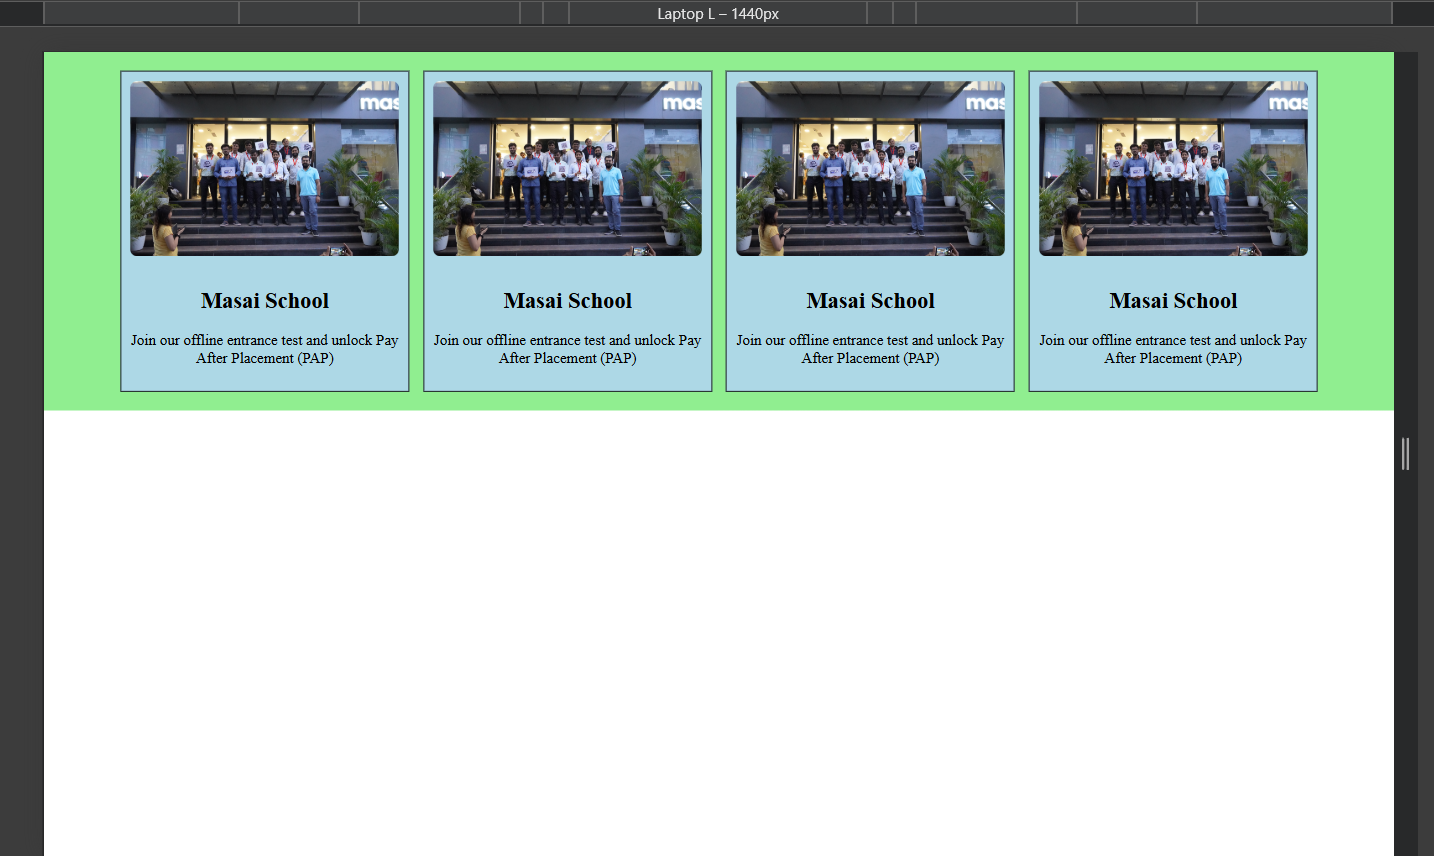 Laptop L – 1440px
mas
mas
mas
mas
Masai School
Join our offline entrance test and unlock Pay
After Placement (PAP)
Masai School
Join our offline entrance test and unlock Pay
After Placement (PAP)
Masai School
Join our offline entrance test and unlock Pay
After Placement (PAP)
Masai School
Join our offline entrance test and unlock Pay
After Placement (PAP)